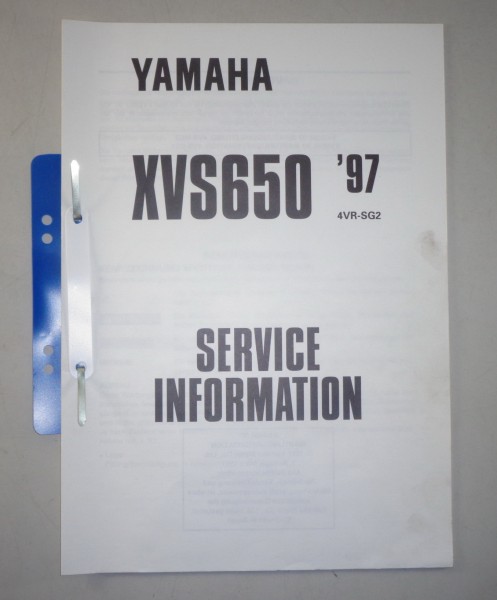 YAMAHA
XVS650 '97
4VR-SG2
SERVICE
INFORMATION